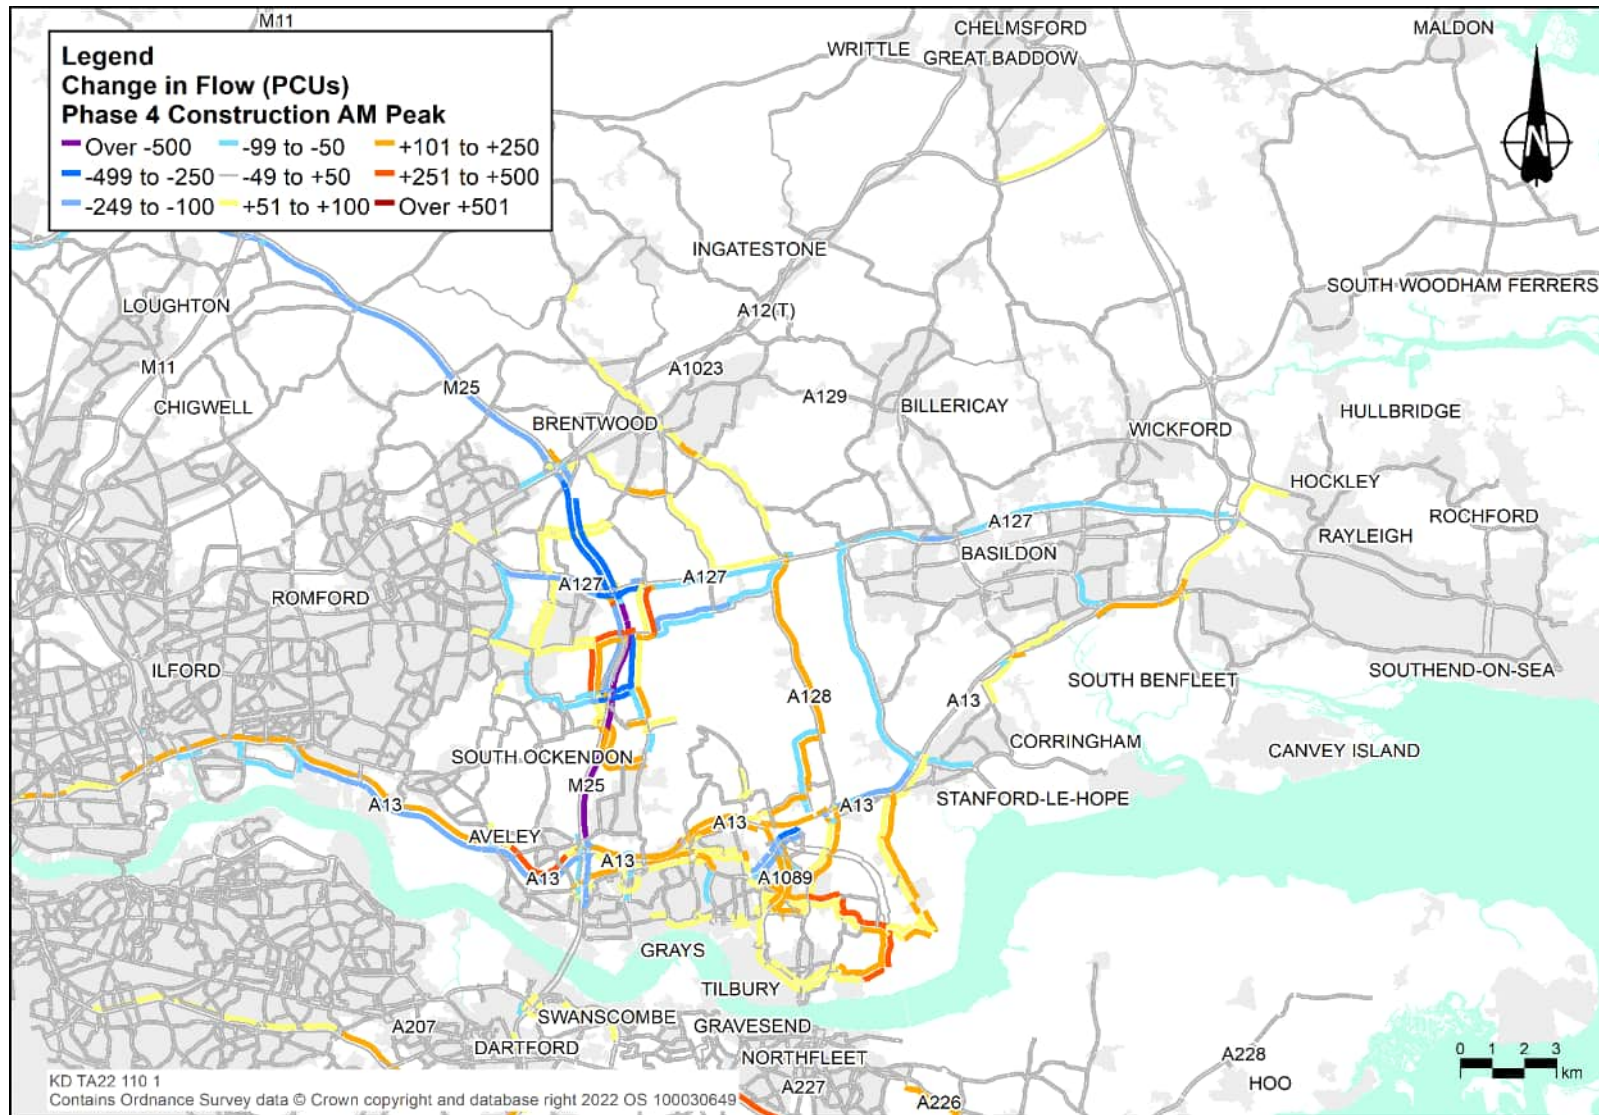 M11
CHELMSFORD
MALDON
WRITTLE
GREAT BADDOW
Legend
Change in Flow (PCUs)
Phase 4 Construction AM Peak
Over -500
-99 to -50
+101 to +250
-499 to -250
-49 to +50
+251 to +500
-249 to -100
+51 to +100
Over +501
N
INGATESTONE
SOUTH WOODHAM FERRERS
LOUGHTON
A12(T)
M11
A1023
M25
A129
CHIGWELL
BILLERICAY
HULLBRIDGE
BRENTWOOD
WICKFORD
HOCKLEY
A127
ROCHFORD
RAYLEIGH
BASILDON
A127
A127
ROMFORD
ILFORD
SOUTHEND-ON-SEA
SOUTH BENFLEET
A128
A13
CORRINGHAM
CANVEY ISLAND
SOUTH OCKENDON
M25
STANFORD-LE-HOPE
A13
A13
A13
AVELEY
A13
A13
A1089
GRAYS
TILBURY
SWANSCOMBE
GRAVESEND
A207
DARTFORD
NORTHFLEET
A228
HOO
A227
A226
0 1 2 3
km
KD TA22 110 1
Contains Ordnance Survey data © Crown copyright and database right 2022 OS 100030649